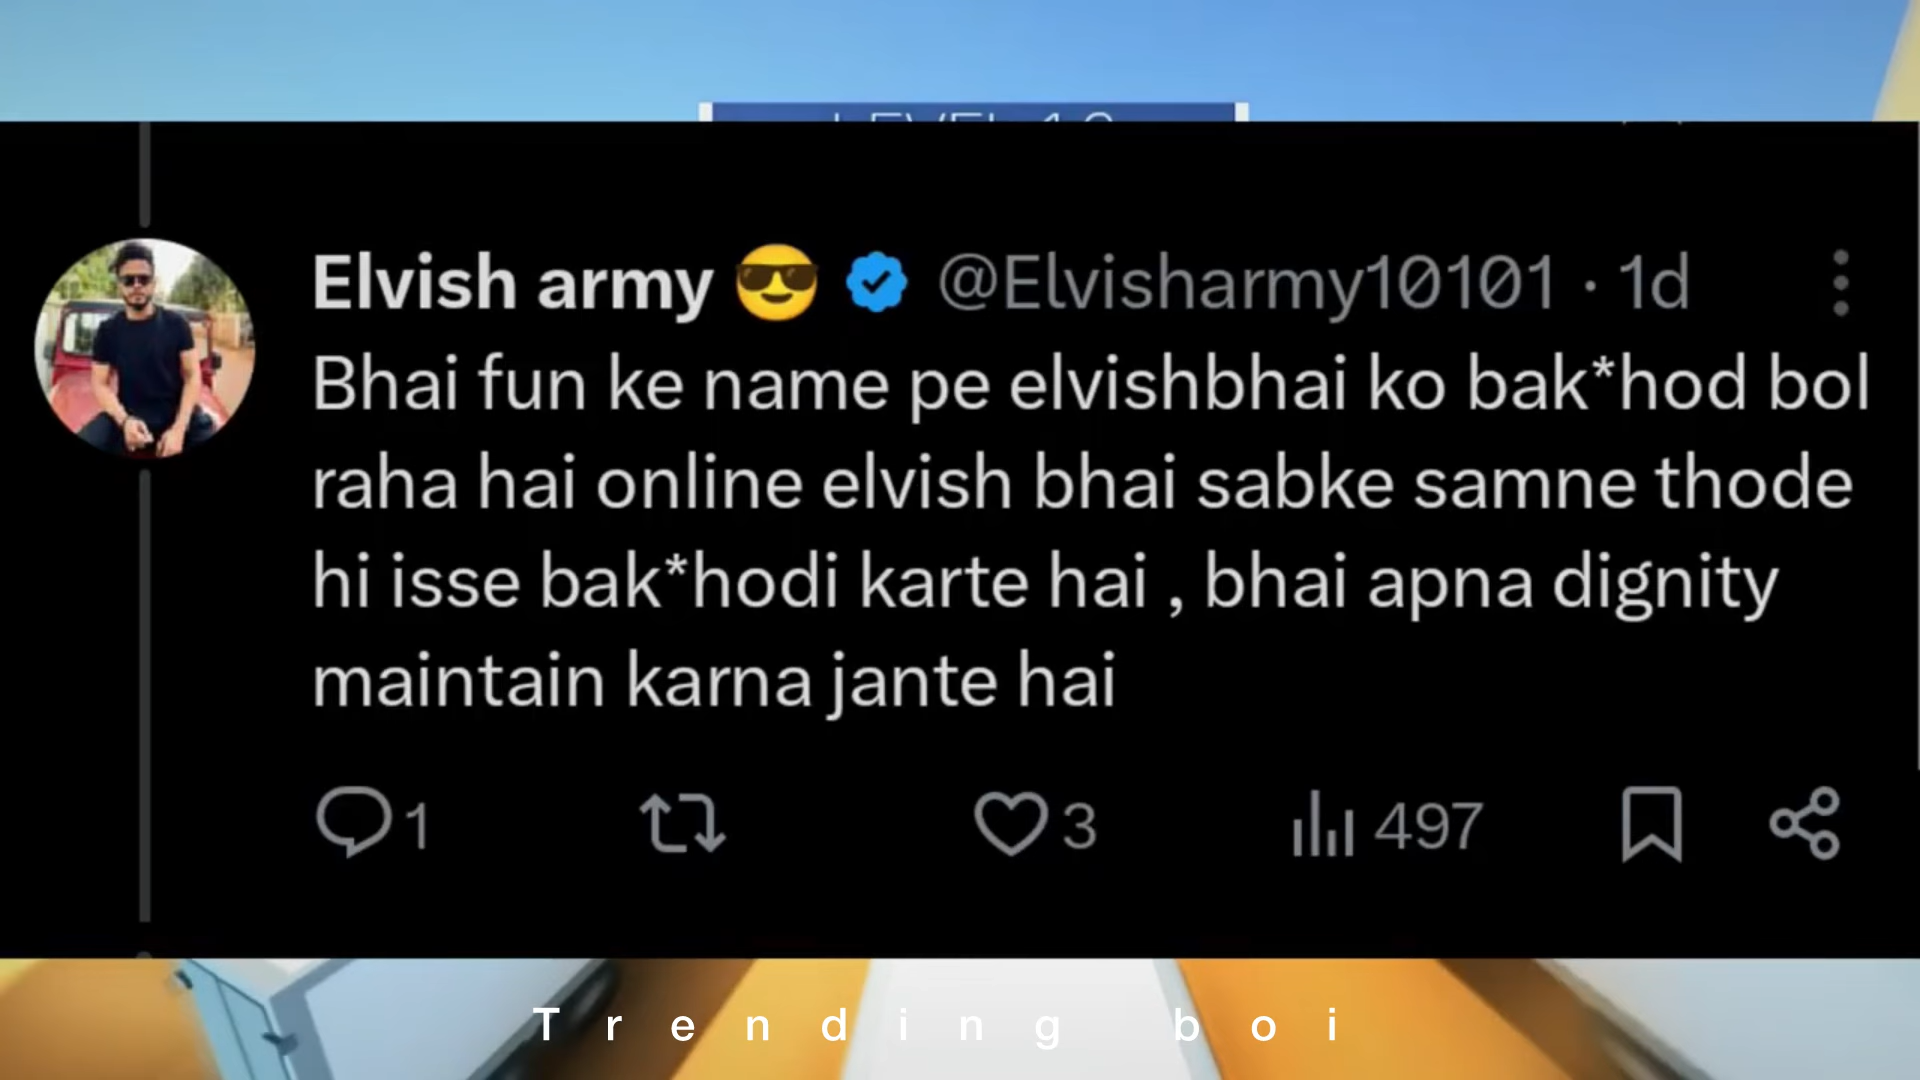 Elvish army 😎 @Elvisharmy10101 · 1d
Bhai fun ke name pe elvishbhai ko bak*hod bol
raha hai online elvish bhai sabke samne thode
hi isse bak*hodi karte hai , bhai apna dignity
maintain karna jante hai
1 3 497
Trending boi